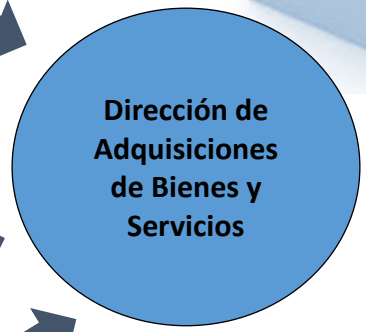 Dirección de
Adquisiciones
de Bienes y
Servicios